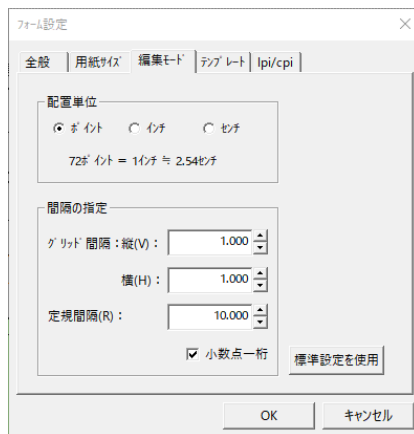 ﾌｫｰﾑ設定
全般 用紙ｻｲｽﾞ 編集ﾓｰﾄﾞ ﾃﾝﾌﾟﾚｰﾄ lpi/cpi
配置単位
ﾎﾟｲﾝﾄ ｲﾝﾁ ｾﾝﾁ
72ﾎﾟｲﾝﾄ ＝ 1ｲﾝﾁ ≒ 2.54ｾﾝﾁ
間隔の指定
ｸﾞﾘｯﾄﾞ間隔：縦(V)： 1.000
横(H)： 1.000
定規間隔(R)： 10.000
小数点一桁
標準設定を使用
OK ｷｬﾝｾﾙ